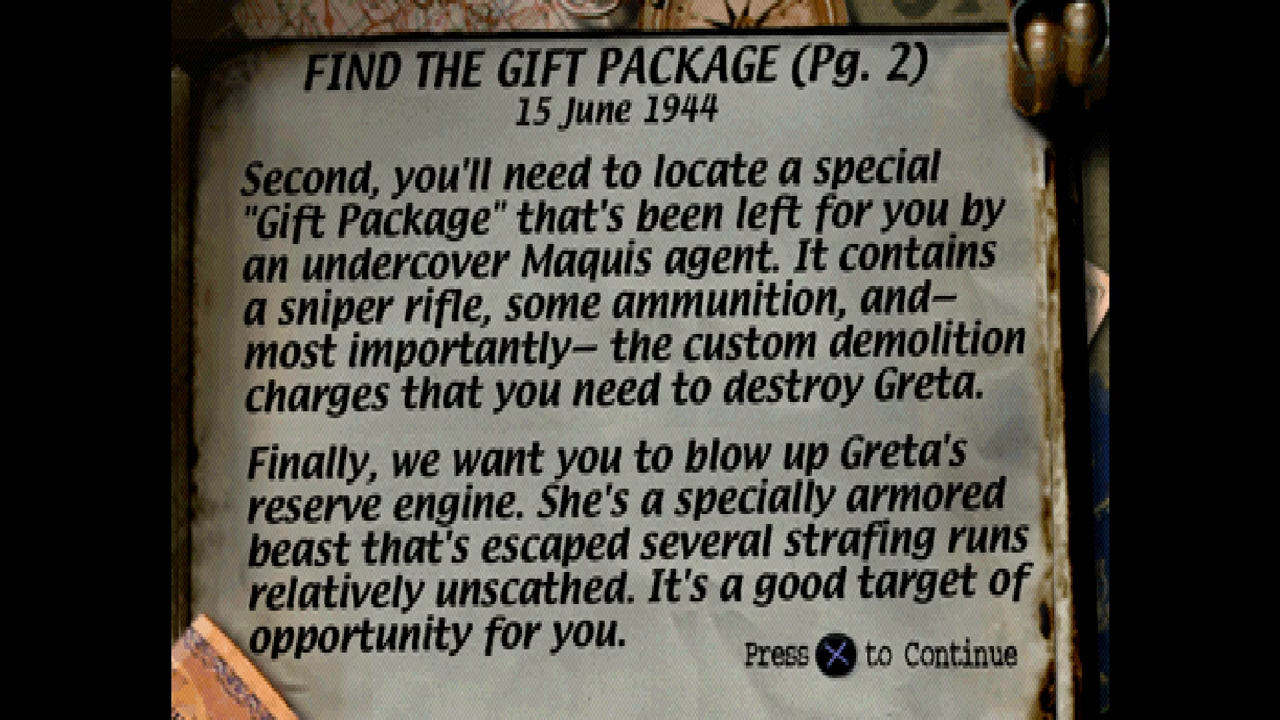 FIND THE GIFT PACKAGE (Pg. 2)
15 June 1944
Second, you'll need to locate a special
"Gift Package" that's been left for you by
an undercover Maquis agent. It contains
a sniper rifle, some ammunition, and—
most importantly— the custom demolition
charges that you need to destroy Greta.
Finally, we want you to blow up Greta's
reserve engine. She's a specially armored
beast that's escaped several strafing runs
relatively unscathed. It's a good target of
opportunity for you.
Press X to Continue